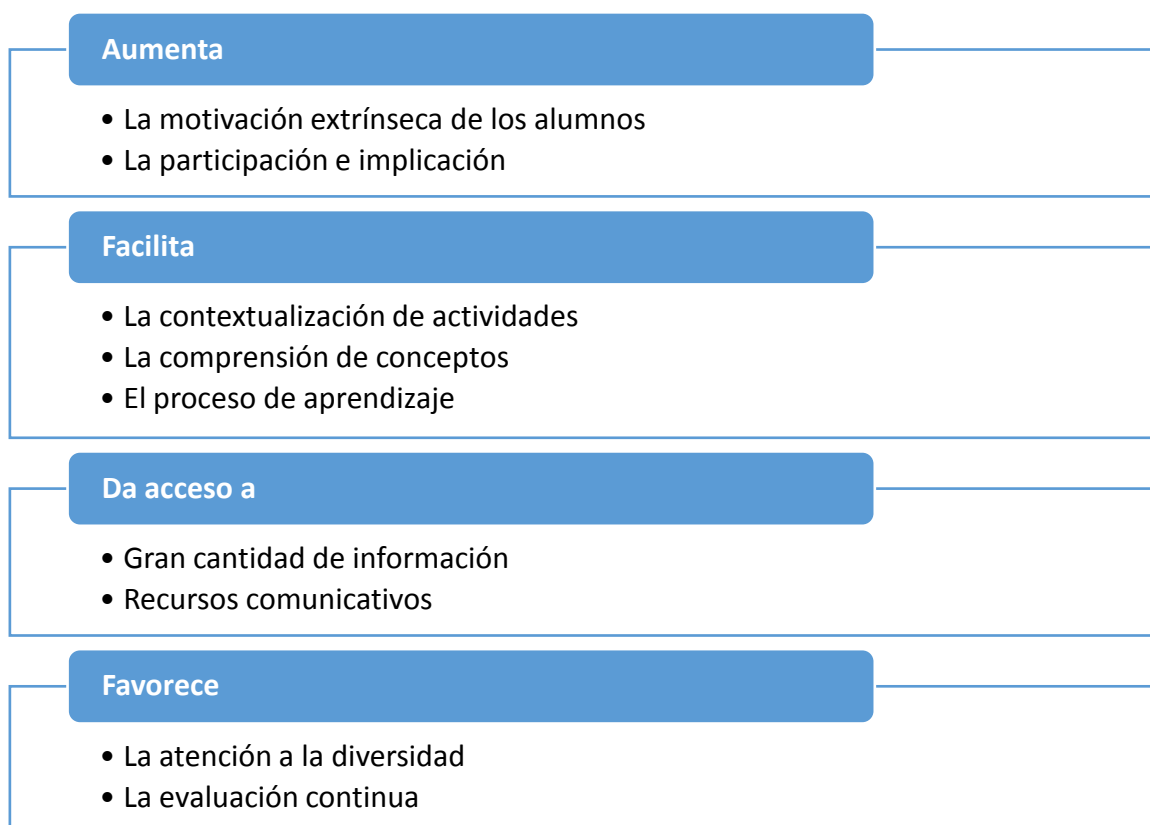 Aumenta
• La motivación extrínseca de los alumnos
• La participación e implicación
Facilita
• La contextualización de actividades
• La comprensión de conceptos
• El proceso de aprendizaje
Da acceso a
• Gran cantidad de información
• Recursos comunicativos
Favorece
• La atención a la diversidad
• La evaluación continua